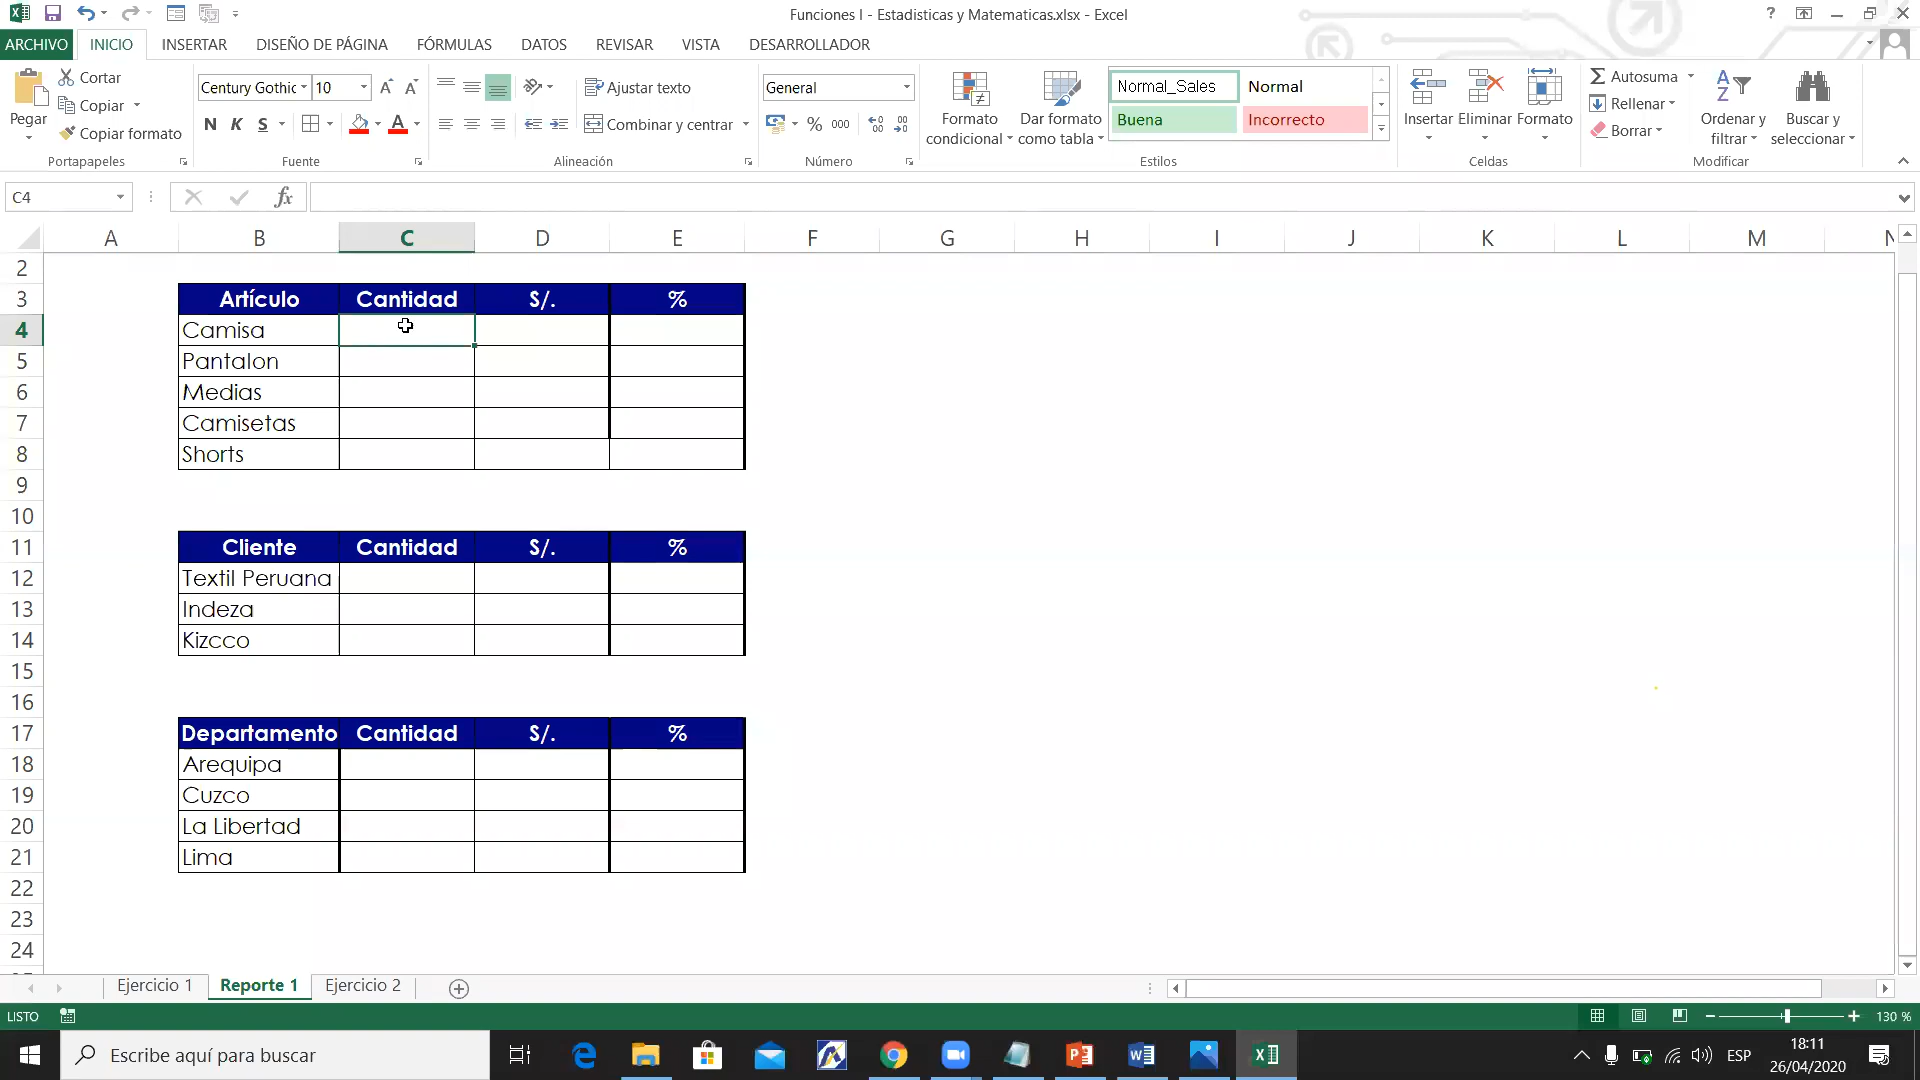 Funciones I - Estadisticas y Matematicas.xlsx - Excel
?
ARCHIVO INICIO INSERTAR DISEÑO DE PÁGINA FÓRMULAS DATOS REVISAR VISTA DESARROLLADOR
Pegar
Cortar
Copiar
Copiar formato
Portapapeles
Century Gothic 10
N K S
Fuente
Ajustar texto
Combinar y centrar
Alineación
General
% 000
Número
Formato condicional
Dar formato como tabla
Normal_Sales Normal
Buena Incorrecto
Estilos
Insertar Eliminar Formato
Celdas
Autosuma
Rellenar
Borrar
Ordenar y filtrar
Buscar y seleccionar
Modificar
C4 fx
A B C D E F G H I J K L M N
2
3 Artículo Cantidad S/. %
4 Camisa
5 Pantalon
6 Medias
7 Camisetas
8 Shorts
9
10
11 Cliente Cantidad S/. %
12 Textil Peruana
13 Indeza
14 Kizcco
15
16
17 Departamento Cantidad S/. %
18 Arequipa
19 Cuzco
20 La Libertad
21 Lima
22
23
24
Ejercicio 1 Reporte 1 Ejercicio 2
LISTO 130 %
Escribe aquí para buscar
ESP
18:11
26/04/2020